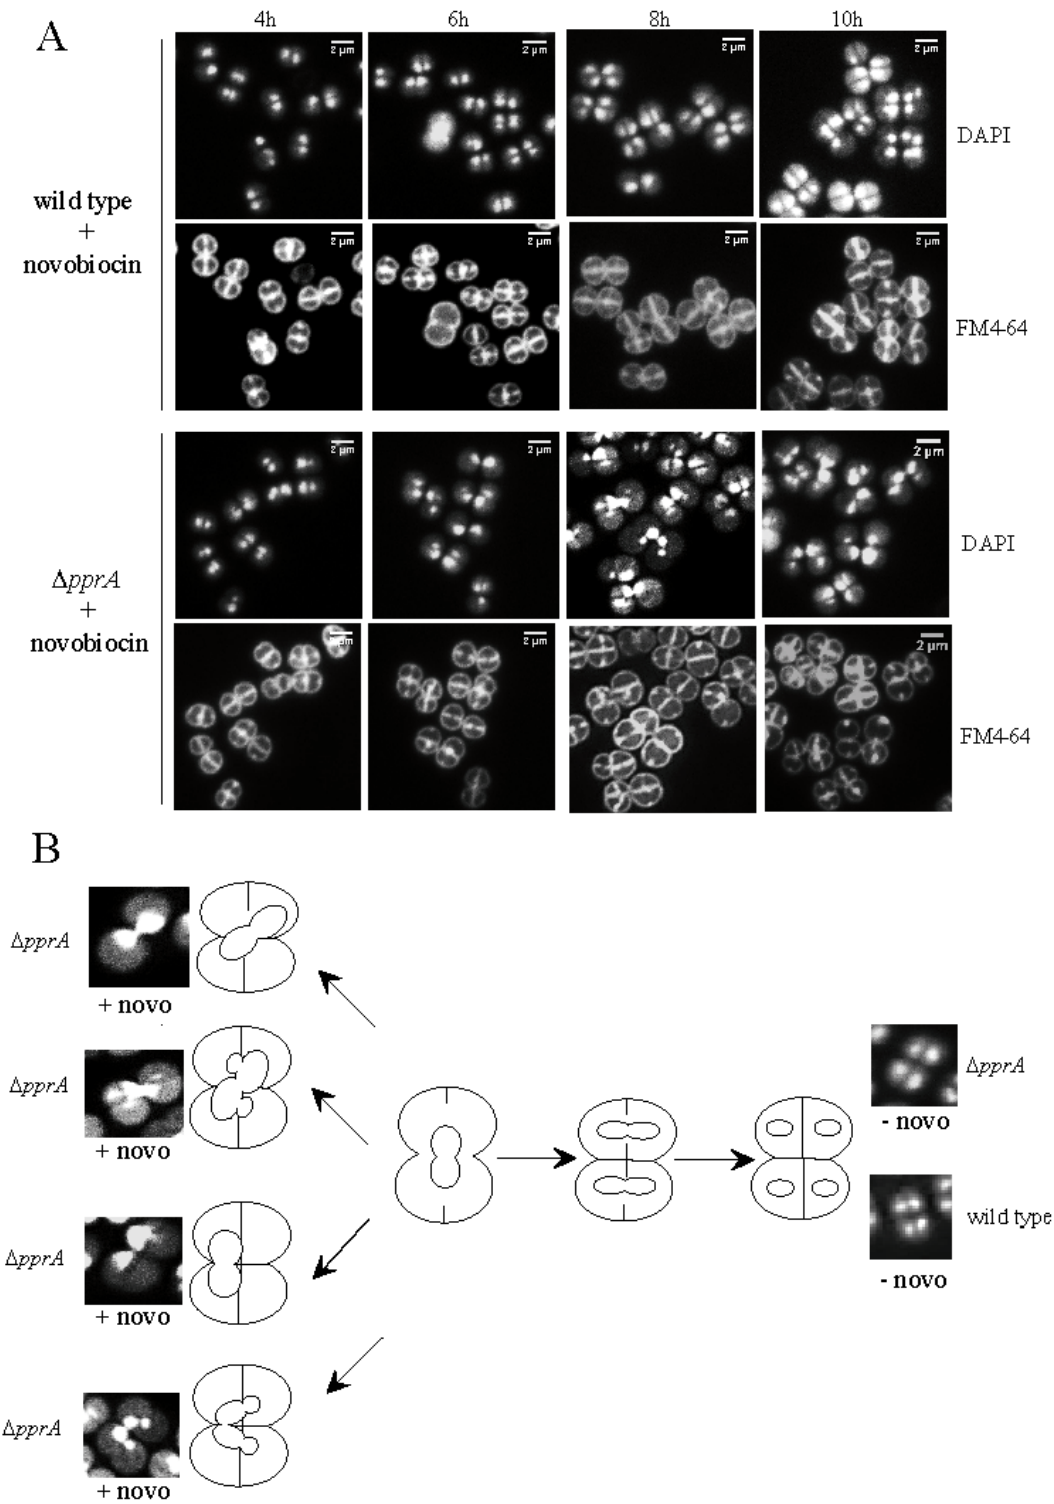 A
4h 6h 8h 10h
2 µm 2 µm 2 µm 2 µm
DAPI
wild type
+
novobiocin
2 µm 2 µm 2 µm 2 µm
FM4-64
2 µm 2 µm 2 µm 2 µm
DAPI
ΔpprA
+
novobiocin
2 µm 2 µm 2 µm 2 µm
FM4-64
B
ΔpprA
+ novo
ΔpprA
+ novo
ΔpprA
+ novo
ΔpprA
+ novo
ΔpprA
- novo
wild type
- novo